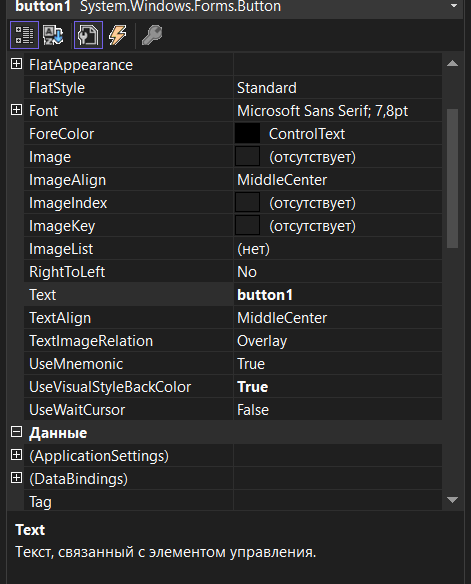 button1 System.Windows.Forms.Button
FlatAppearance
FlatStyle Standard
Font Microsoft Sans Serif; 7,8pt
ForeColor ControlText
Image (отсутствует)
ImageAlign MiddleCenter
ImageIndex (отсутствует)
ImageKey (отсутствует)
ImageList (нет)
RightToLeft No
Text button1
TextAlign MiddleCenter
TextImageRelation Overlay
UseMnemonic True
UseVisualStyleBackColor True
UseWaitCursor False
Данные
(ApplicationSettings)
(DataBindings)
Tag
Text
Текст, связанный с элементом управления.